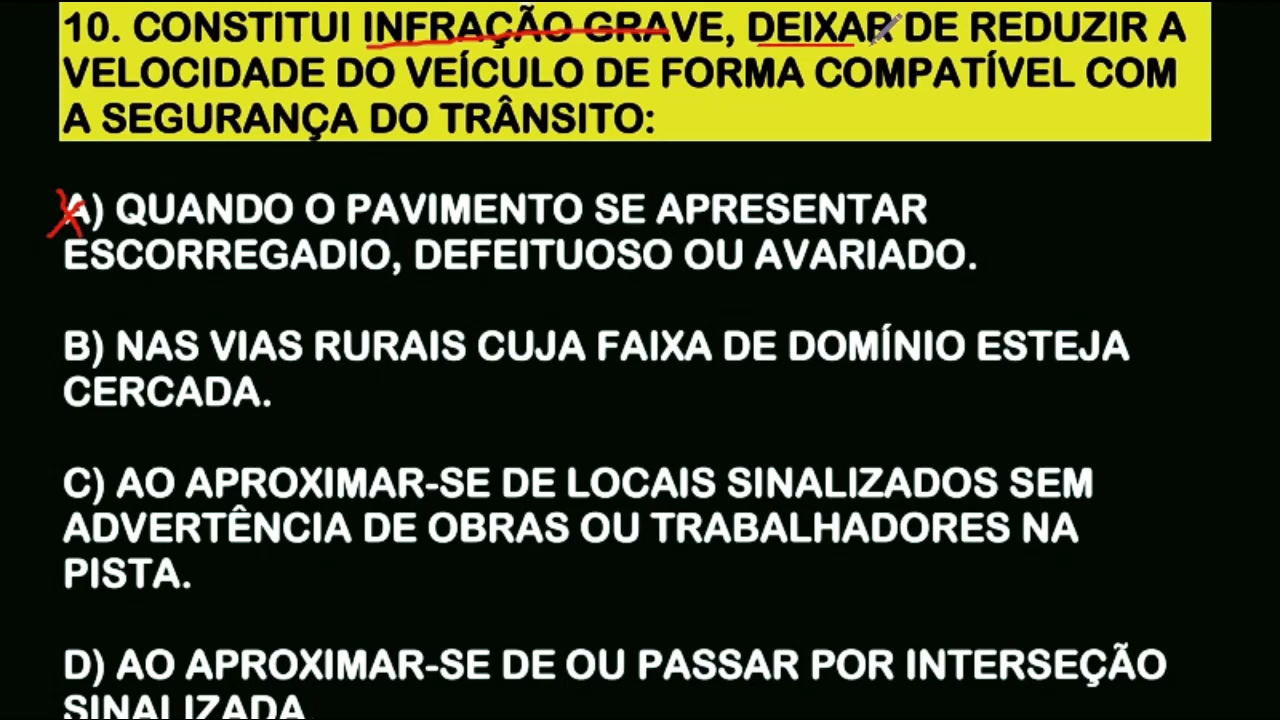 10. CONSTITUI INFRAÇÃO GRAVE, DEIXAR DE REDUZIR A
VELOCIDADE DO VEÍCULO DE FORMA COMPATÍVEL COM
A SEGURANÇA DO TRÂNSITO:
A) QUANDO O PAVIMENTO SE APRESENTAR
ESCORREGADIO, DEFEITUOSO OU AVARIADO.
B) NAS VIAS RURAIS CUJA FAIXA DE DOMÍNIO ESTEJA
CERCADA.
C) AO APROXIMAR-SE DE LOCAIS SINALIZADOS SEM
ADVERTÊNCIA DE OBRAS OU TRABALHADORES NA
PISTA.
D) AO APROXIMAR-SE DE OU PASSAR POR INTERSEÇÃO
SINALIZADA.